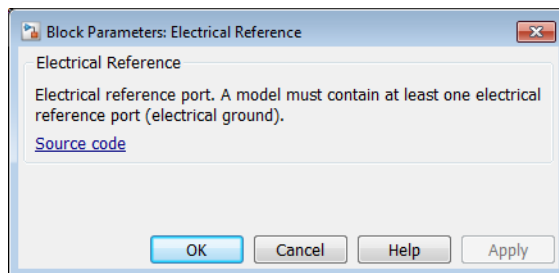 Block Parameters: Electrical Reference
Electrical Reference
Electrical reference port. A model must contain at least one electrical
reference port (electrical ground).
Source code
OK Cancel Help Apply